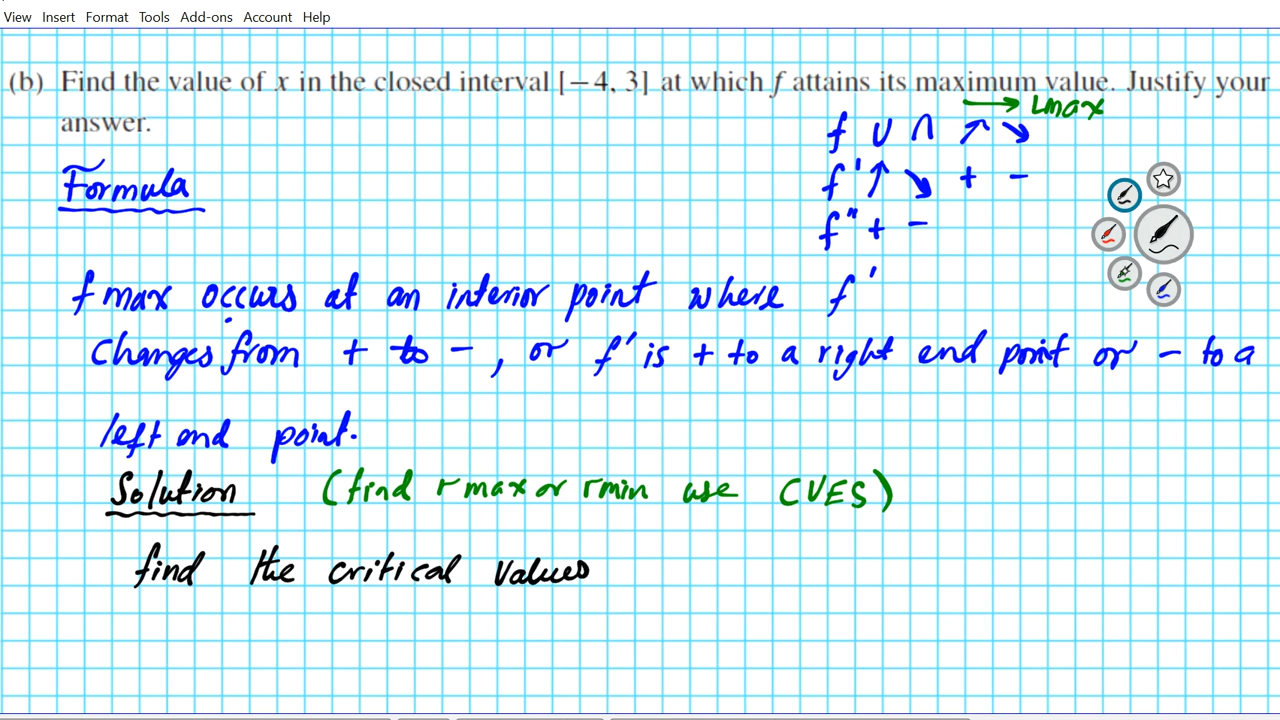 View Insert Format Tools Add-ons Account Help
(b) Find the value of x in the closed interval [−4, 3] at which f attains its maximum value. Justify your
answer.
Lmax
f ∪ ∩ ↗ ↘
Formula
f' ↗ ↘ + −
f" + −
f max occurs at an interior point where f'
changes from + to − , or f' is + to a right end point or − to a
left end point.
Solution (find rmax or rmin use CVES)
find the critical values